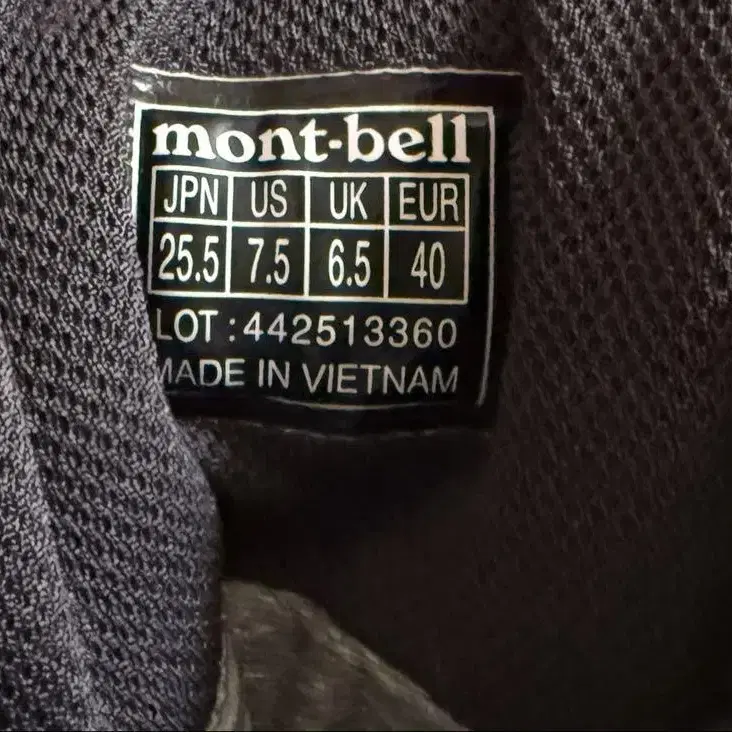 mont-bell
JPN US UK EUR
25.5 7.5 6.5 40
LOT:442513360
MADE IN VIETNAM